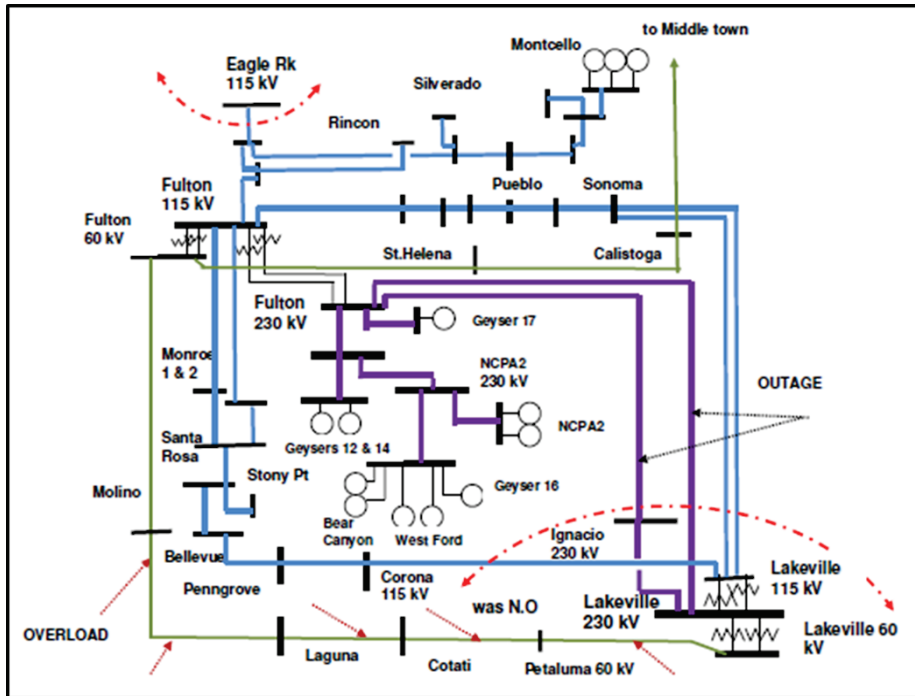 to Middle town
Montcello
Eagle Rk
115 kV
Silverado
Rincon
Pueblo
Sonoma
Fulton
115 kV
Fulton
60 kV
St.Helena
Calistoga
Fulton
230 kV
Geyser 17
Monroe
1 & 2
NCPA2
230 kV
OUTAGE
NCPA2
Geysers 12 & 14
Santa
Rosa
Stony Pt
Geyser 16
Molino
Bear
Canyon
West Ford
Ignacio
230 kV
Bellevue
Penngrove
Corona
115 kV
Lakeville
115 kV
was N.O
Lakeville
230 kV
Lakeville 60
kV
OVERLOAD
Laguna
Cotati
Petaluma 60 kV